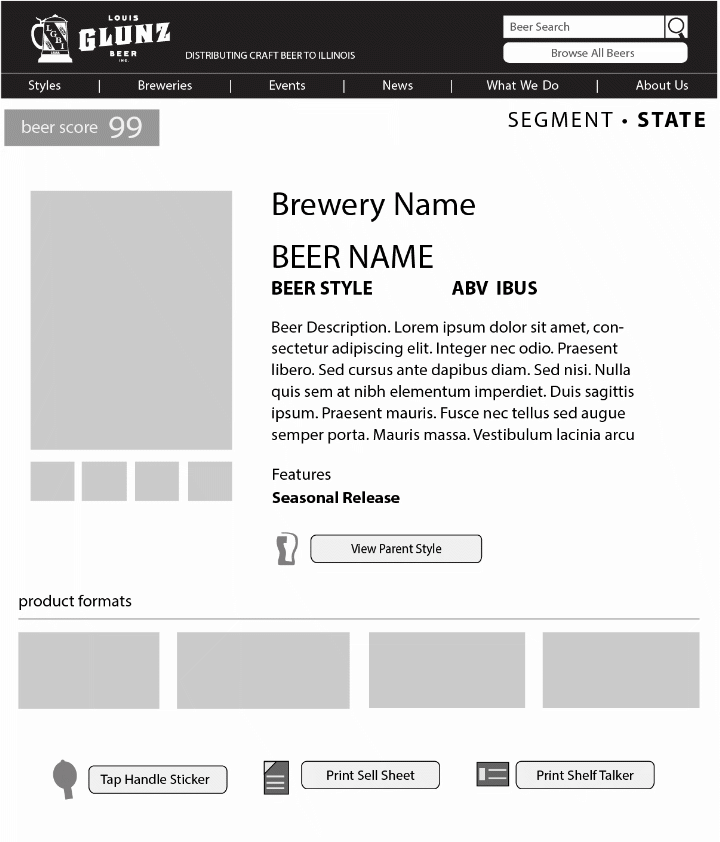 LOUIS
GLUNZ
BEER
INC.
LGBI
DISTRIBUTING CRAFT BEER TO ILLINOIS
Beer Search
Browse All Beers
Styles | Breweries | Events | News | What We Do | About Us
beer score 99
SEGMENT • STATE
Brewery Name
BEER NAME
BEER STYLE ABV IBUS
Beer Description. Lorem ipsum dolor sit amet, con-
sectetur adipiscing elit. Integer nec odio. Praesent
libero. Sed cursus ante dapibus diam. Sed nisi. Nulla
quis sem at nibh elementum imperdiet. Duis sagittis
ipsum. Praesent mauris. Fusce nec tellus sed augue
semper porta. Mauris massa. Vestibulum lacinia arcu
Features
Seasonal Release
View Parent Style
product formats
Tap Handle Sticker
Print Sell Sheet
Print Shelf Talker